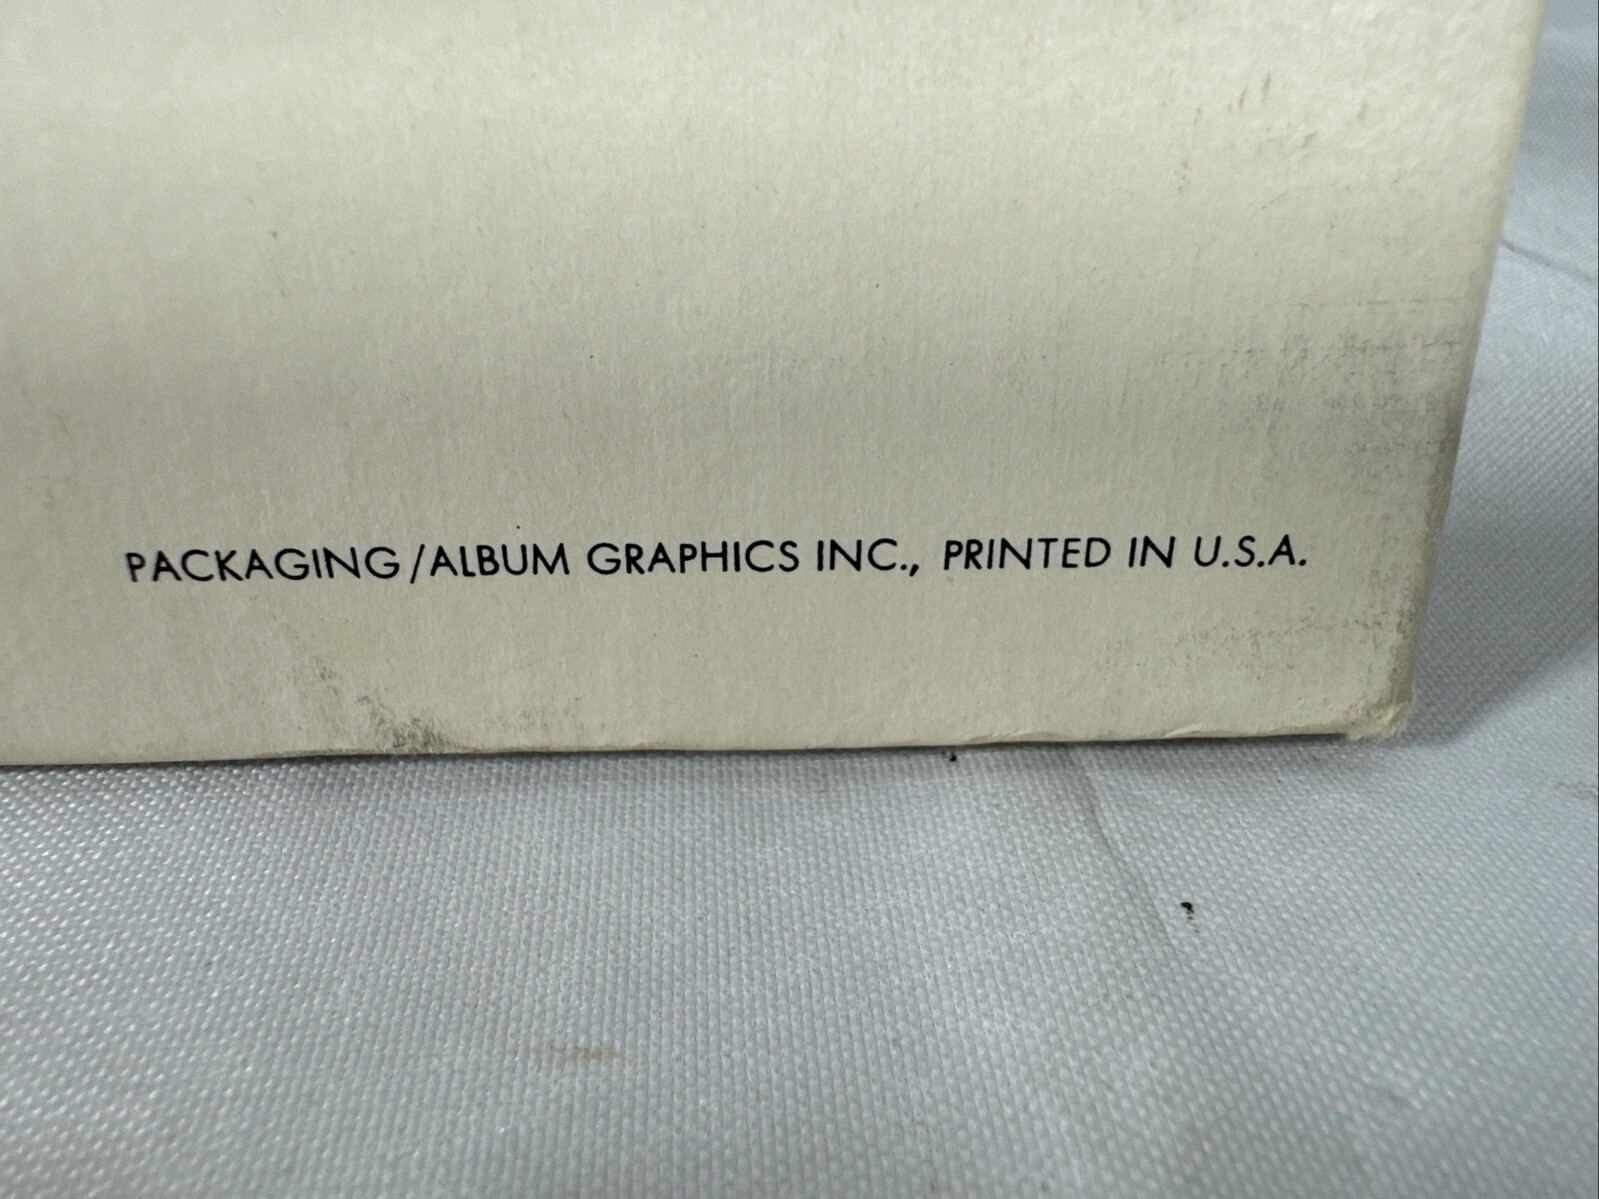 PACKAGING/ALBUM GRAPHICS INC., PRINTED IN U.S.A.